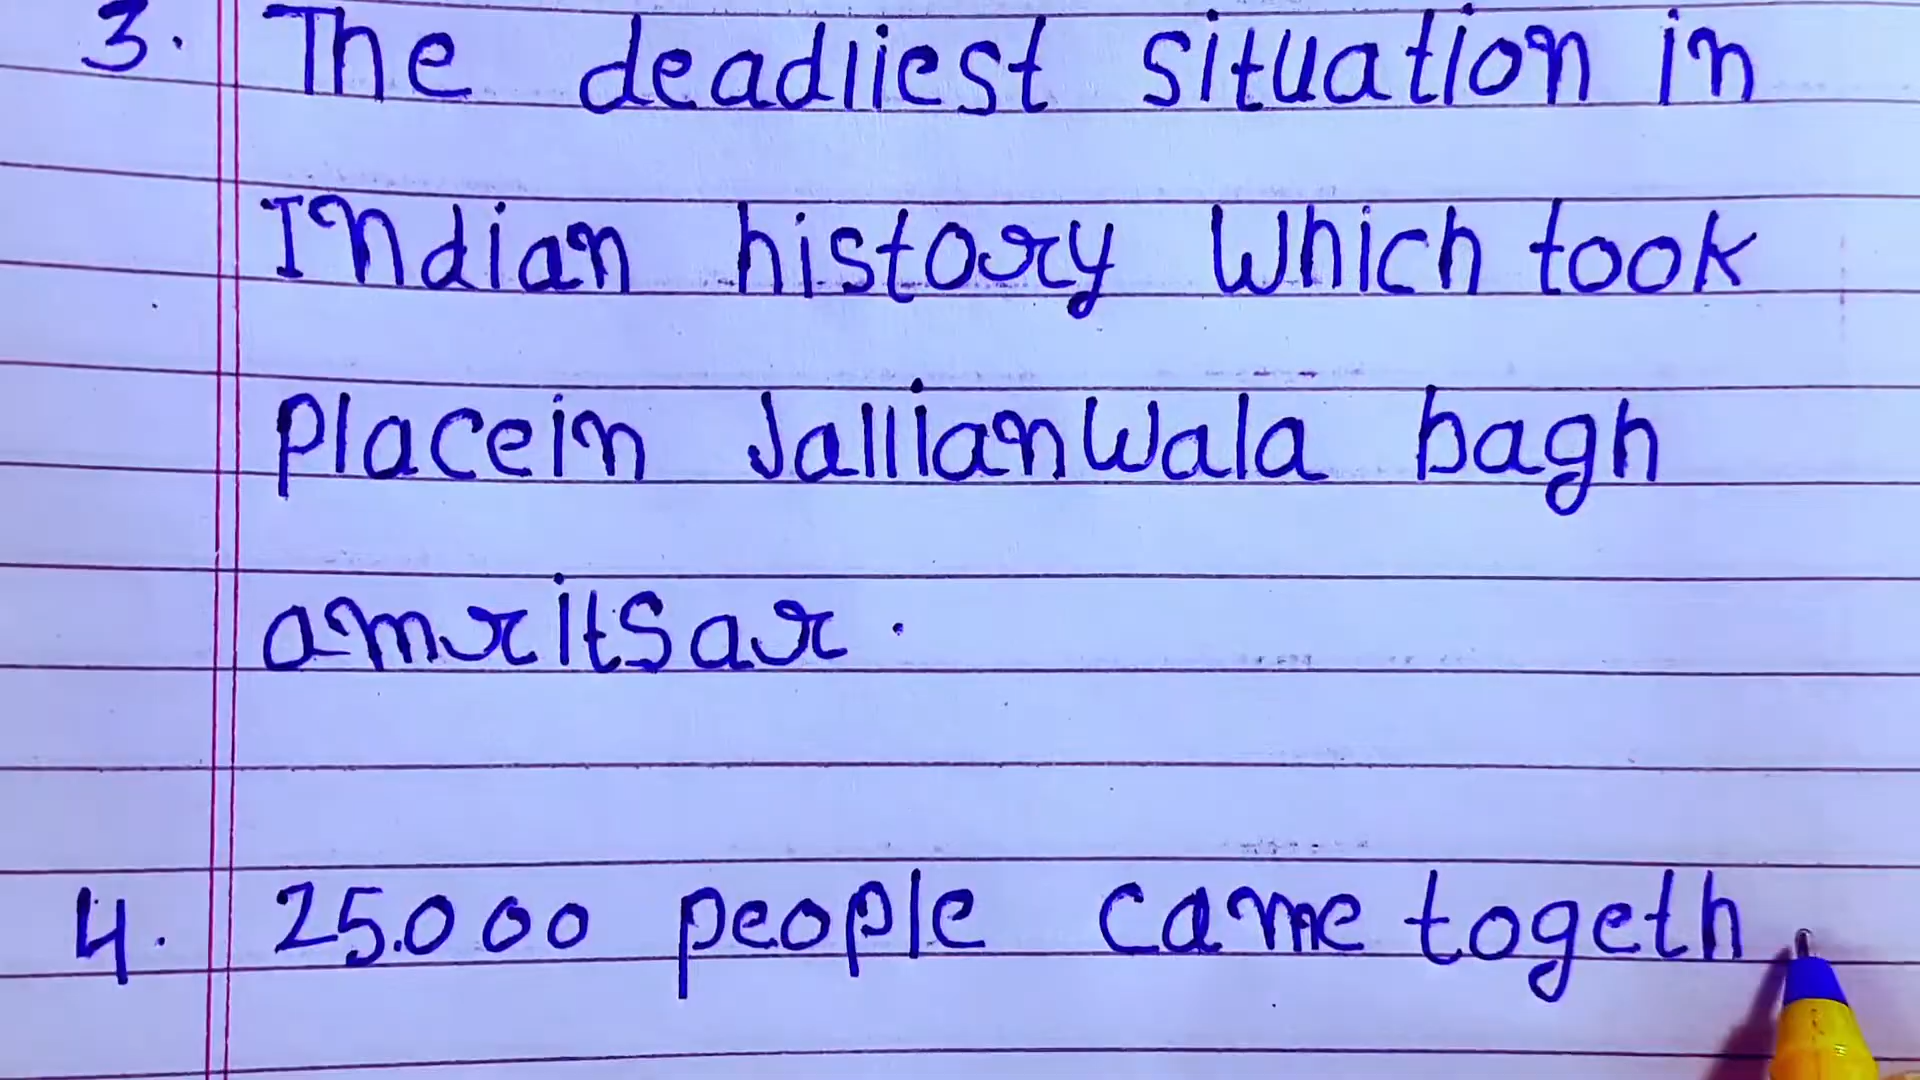 3. The deadliest situation in
Indian history Which took
placein Jallianwala bagh
amritsar.
4. 25.000 people came togeth